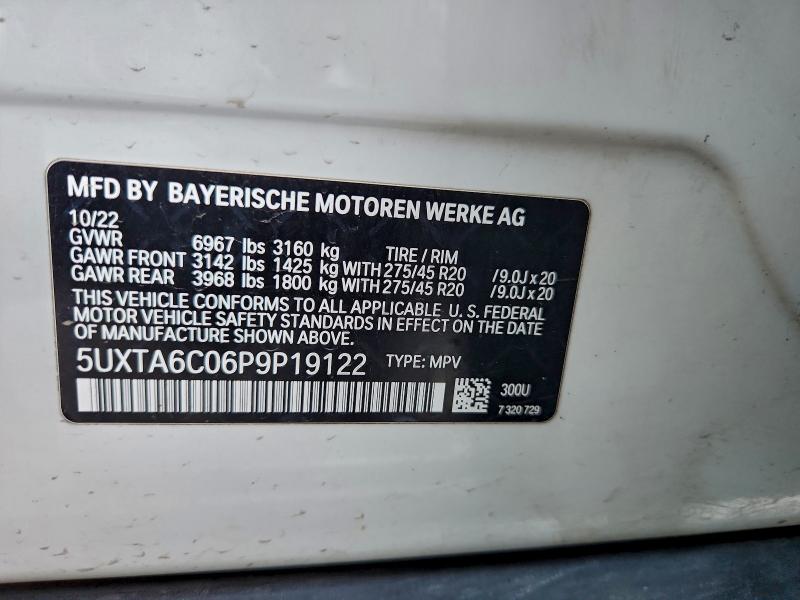 MFD BY BAYERISCHE MOTOREN WERKE AG
10/22
GVWR 6967 lbs 3160 kg TIRE / RIM
GAWR FRONT 3142 lbs 1425 kg WITH 275/45 R20 /9.0J x 20
GAWR REAR 3968 lbs 1800 kg WITH 275/45 R20 /9.0J x 20
THIS VEHICLE CONFORMS TO ALL APPLICABLE U. S. FEDERAL
MOTOR VEHICLE SAFETY STANDARDS IN EFFECT ON THE DATE
OF MANUFACTURE SHOWN ABOVE.
5UXTA6C06P9P19122 TYPE: MPV
300U
7 320 729